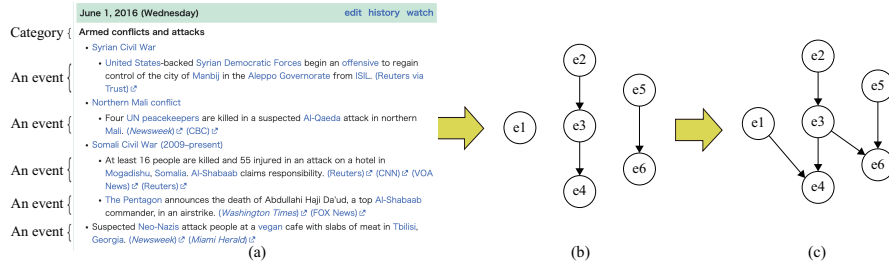 June 1, 2016 (Wednesday) edit history watch
Category { Armed conflicts and attacks
• Syrian Civil War
An event { • United States-backed Syrian Democratic Forces begin an offensive to regain
control of the city of Manbij in the Aleppo Governorate from ISIL. (Reuters via
Trust)
• Northern Mali conflict
An event { • Four UN peacekeepers are killed in a suspected Al-Qaeda attack in northern
Mali. (Newsweek) (CBC)
• Somali Civil War (2009–present)
An event { • At least 16 people are killed and 55 injured in an attack on a hotel in
Mogadishu, Somalia. Al-Shabaab claims responsibility. (Reuters) (CNN) (VOA
News) (Reuters)
An event { • The Pentagon announces the death of Abdullahi Haji Da'ud, a top Al-Shabaab
commander, in an airstrike. (Washington Times) (FOX News)
An event { • Suspected Neo-Nazis attack people at a vegan cafe with slabs of meat in Tbilisi,
Georgia. (Newsweek) (Miami Herald)
(a)
e2
e5
e1
e3
e6
e4
(b)
e2
e5
e1
e3
e6
e4
(c)